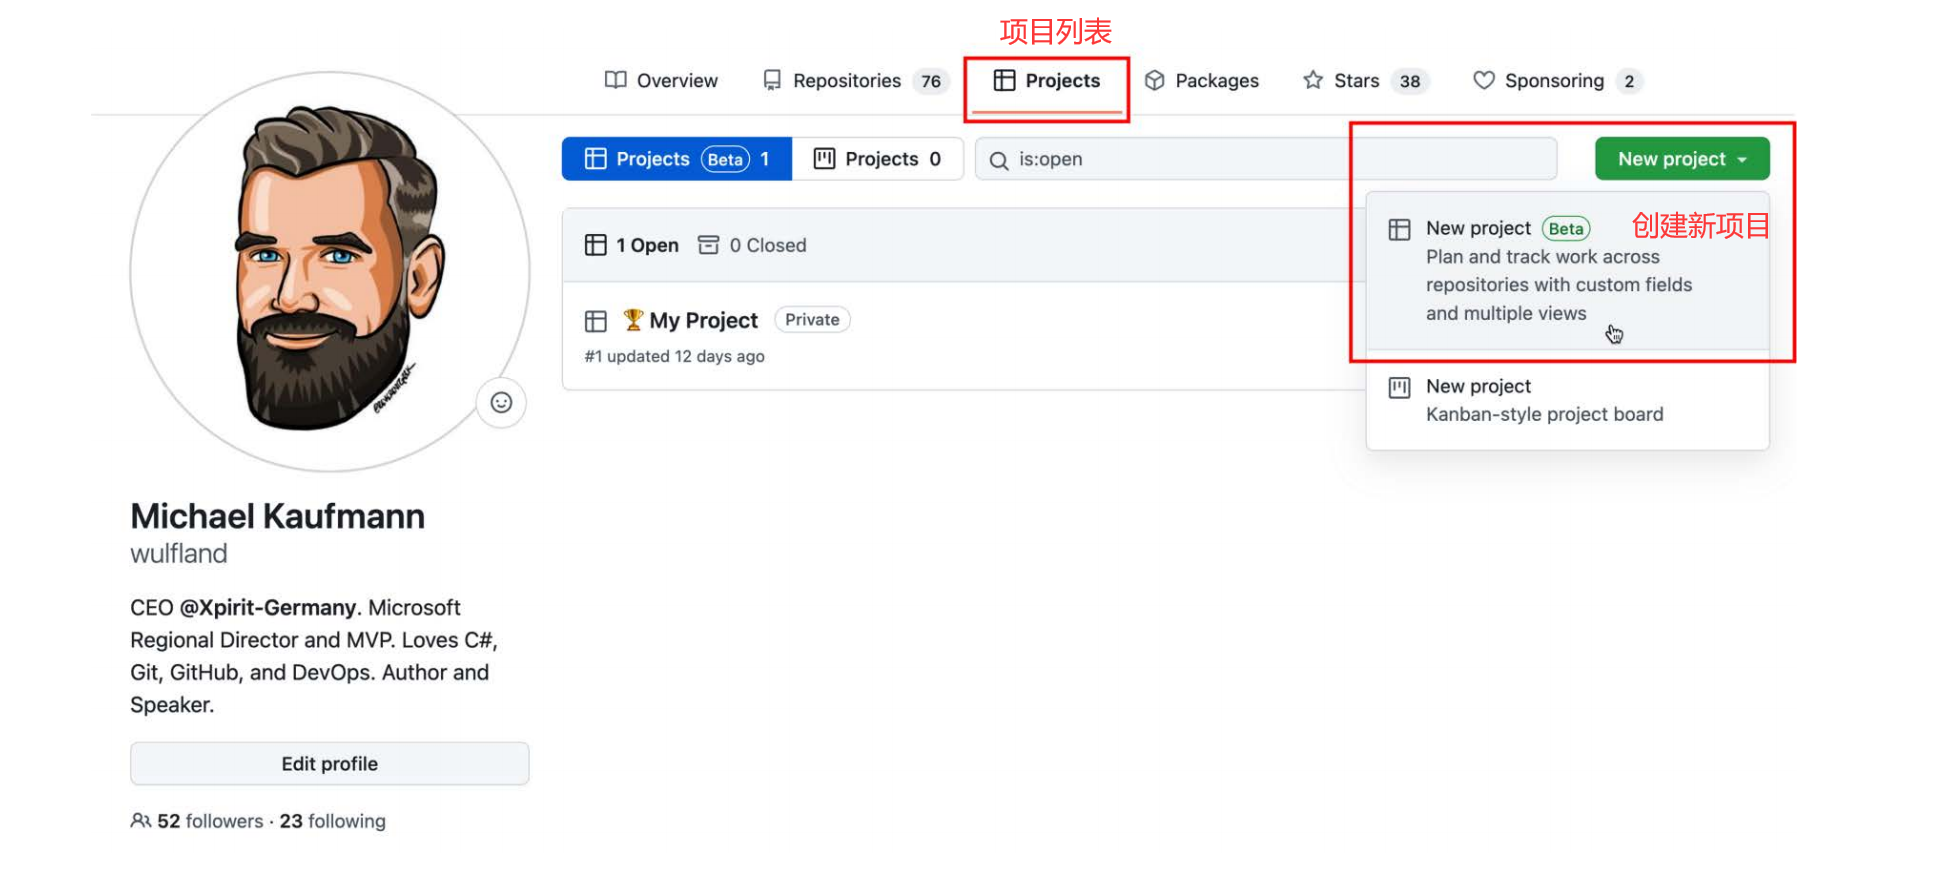 项目列表
Overview Repositories 76 Projects Packages Stars 38 Sponsoring 2
Projects Beta 1 Projects 0 is:open New project
1 Open 0 Closed
New project Beta 创建新项目
Plan and track work across
repositories with custom fields
and multiple views
My Project Private
#1 updated 12 days ago
New project
Kanban-style project board
Michael Kaufmann
wulfland
CEO @Xpirit-Germany. Microsoft
Regional Director and MVP. Loves C#,
Git, GitHub, and DevOps. Author and
Speaker.
Edit profile
52 followers · 23 following